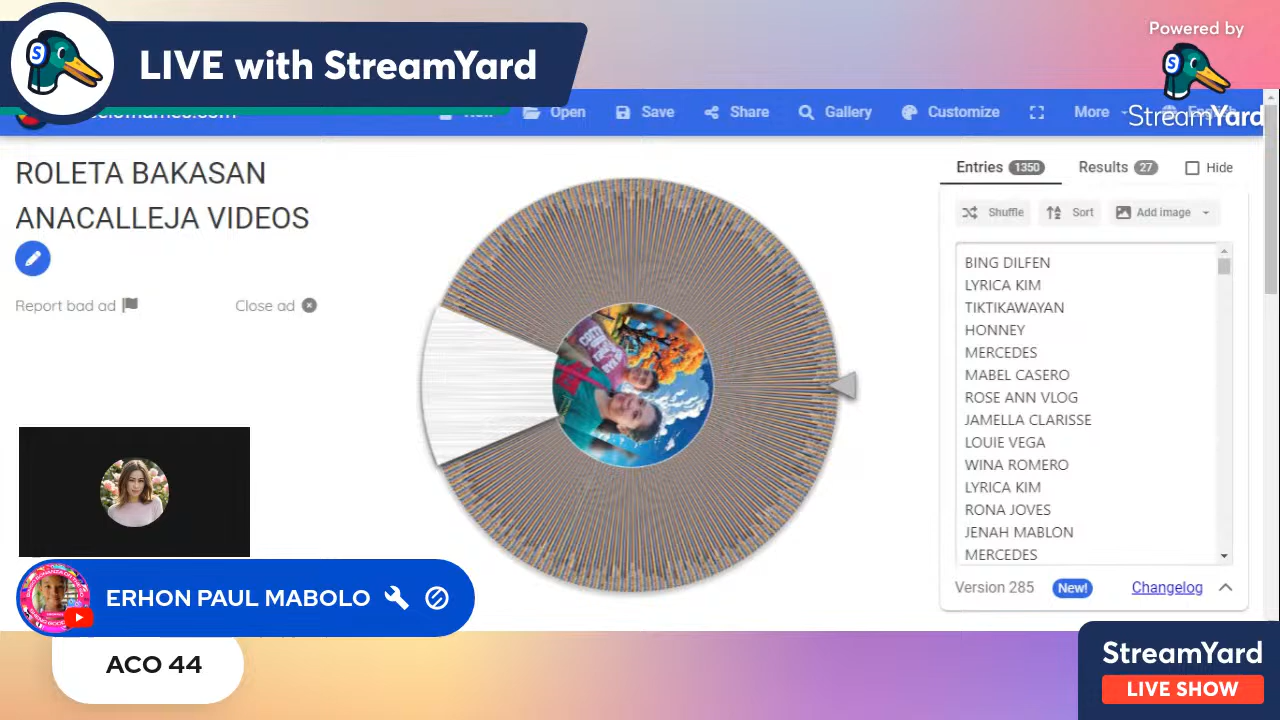 LIVE with StreamYard
Powered by
StreamYard
Open
Save
Share
Gallery
Customize
More
ROLETA BAKASAN
ANACALLEJA VIDEOS
Report bad ad
Close ad
Entries 1350
Results 27
Hide
Shuffle
Sort
Add image
BING DILFEN
LYRICA KIM
TIKTIKAWAYAN
HONNEY
MERCEDES
MABEL CASERO
ROSE ANN VLOG
JAMELLA CLARISSE
LOUIE VEGA
WINA ROMERO
LYRICA KIM
RONA JOVES
JENAH MABLON
MERCEDES
Version 285
New!
Changelog
ERHON PAUL MABOLO
ACO 44
StreamYard
LIVE SHOW